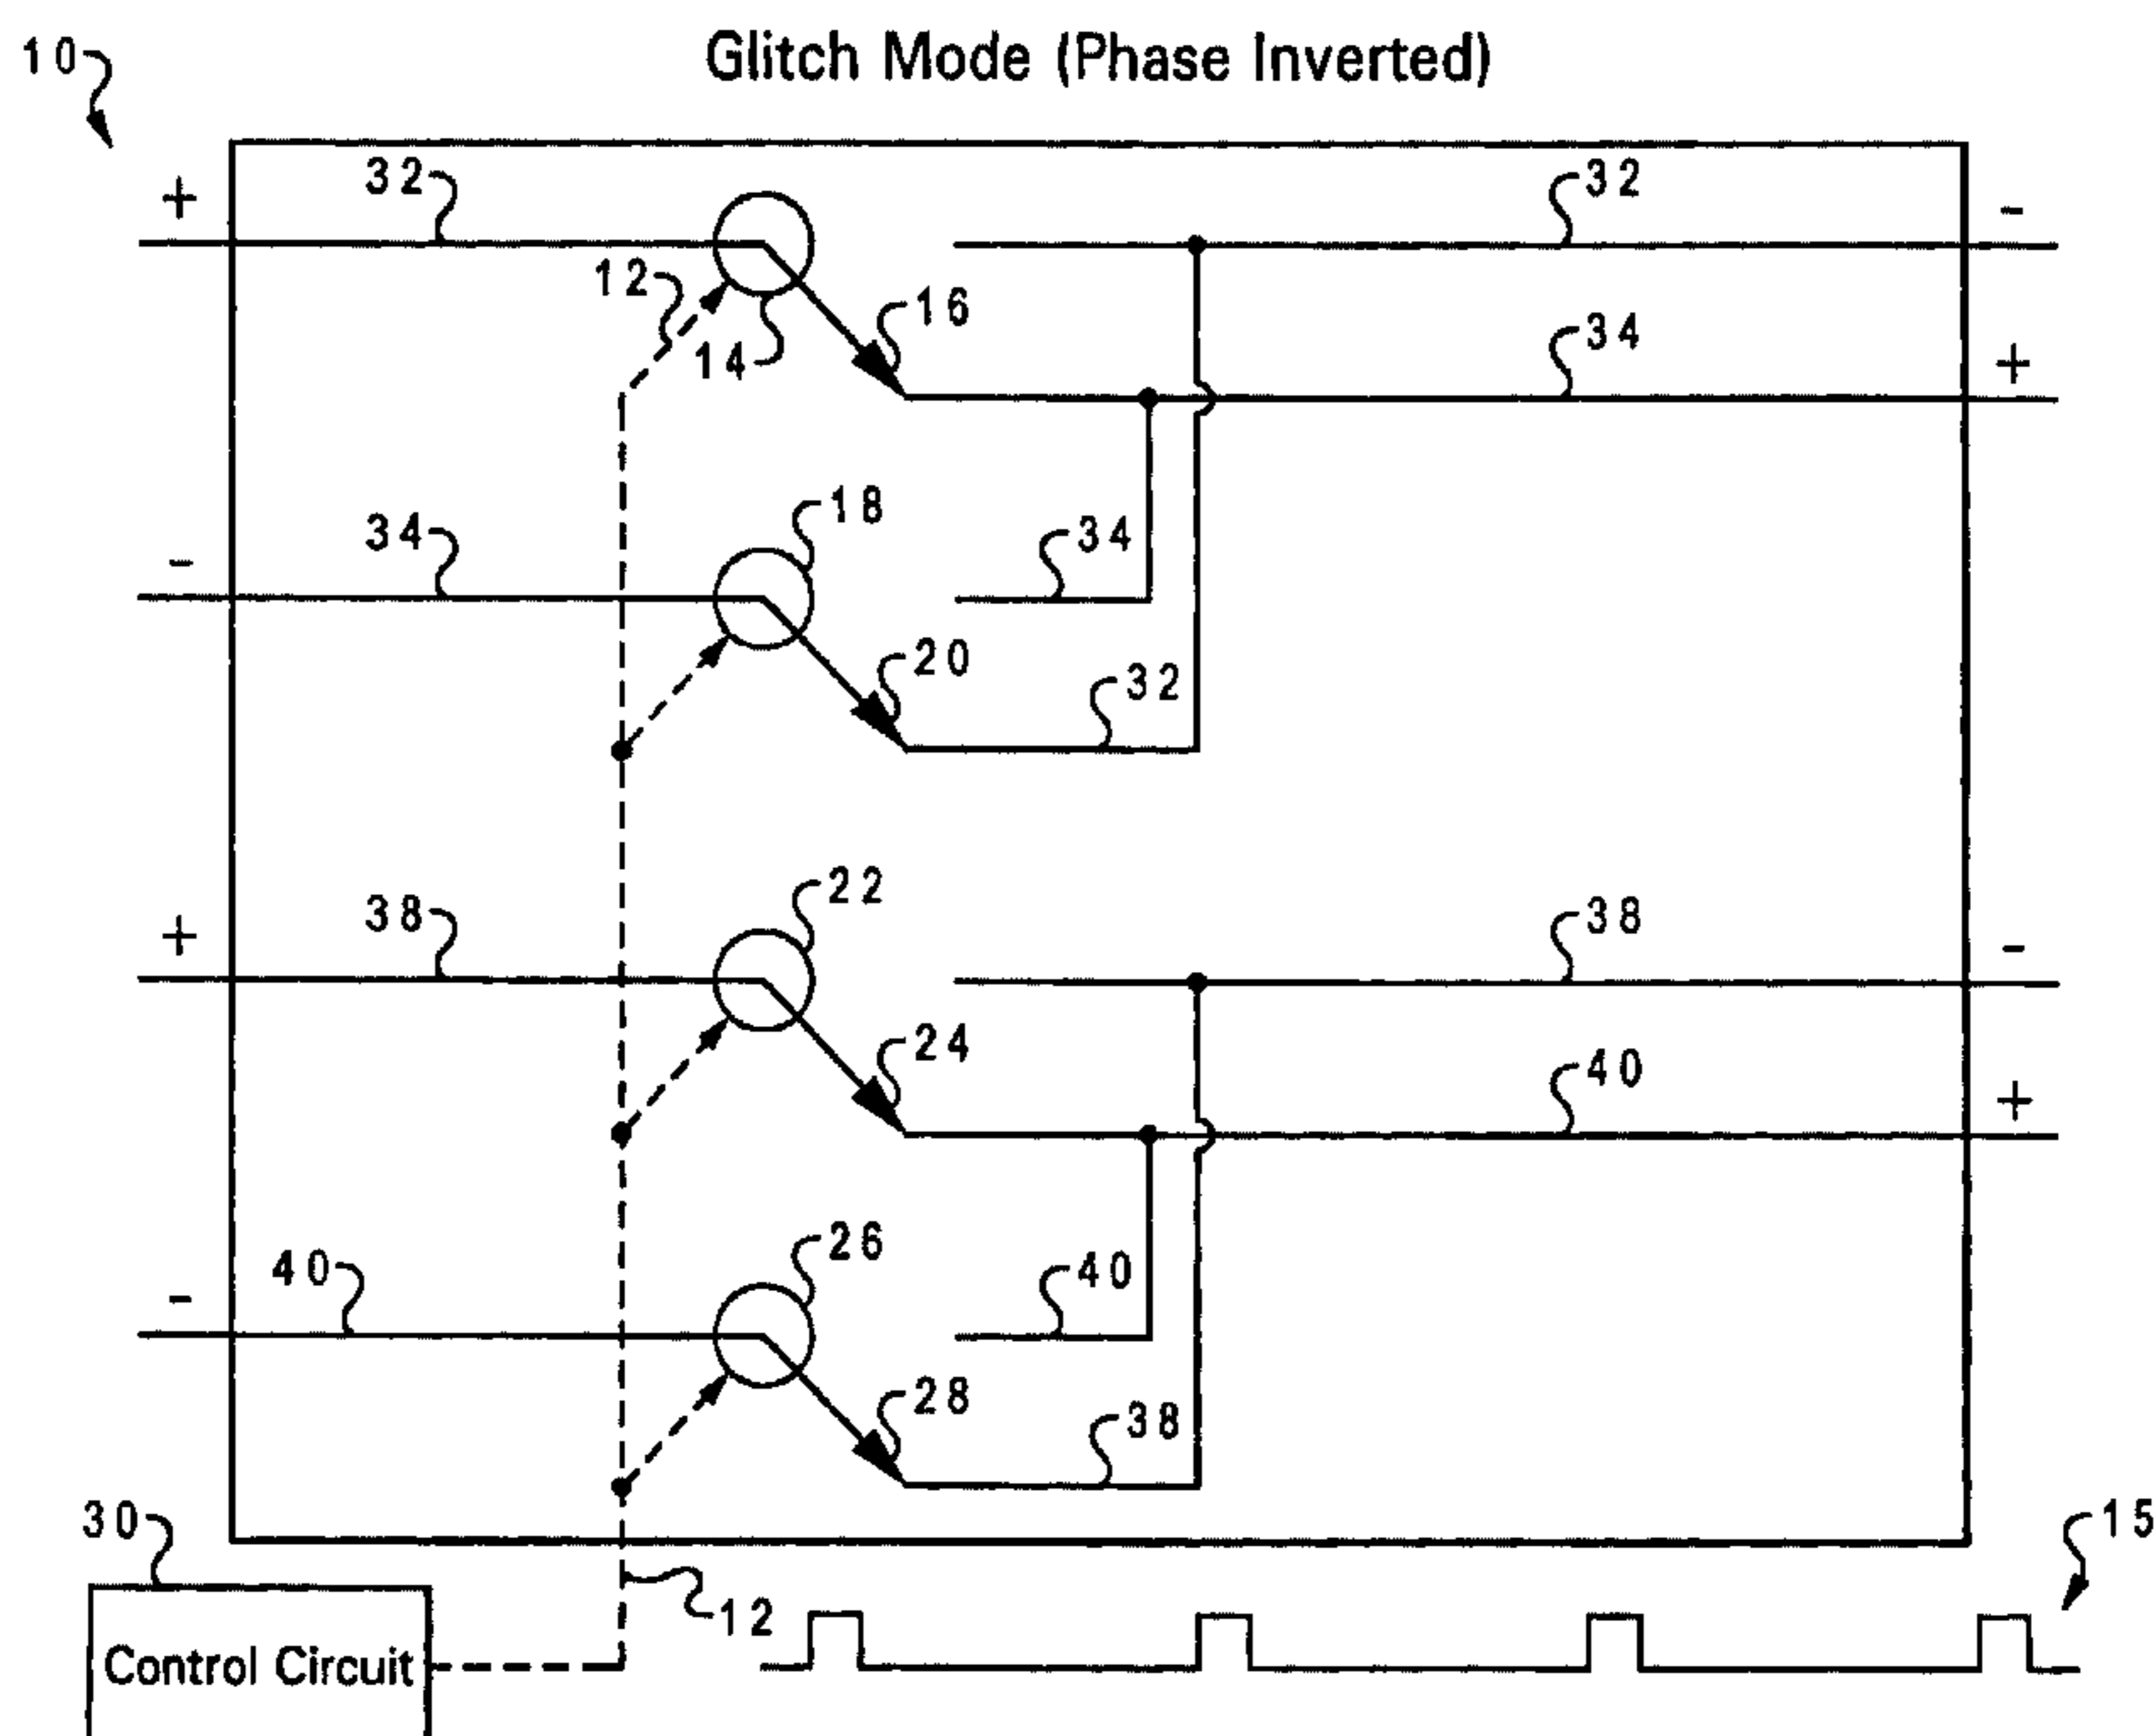 Glitch Mode (Phase Inverted)
10
+ 32 32 -
12 16
14 34 +
18
- 34 34
20
32
22
+ 38 38 -
24
40 +
26
- 40 40
28
38
30 15
12
Control Circuit